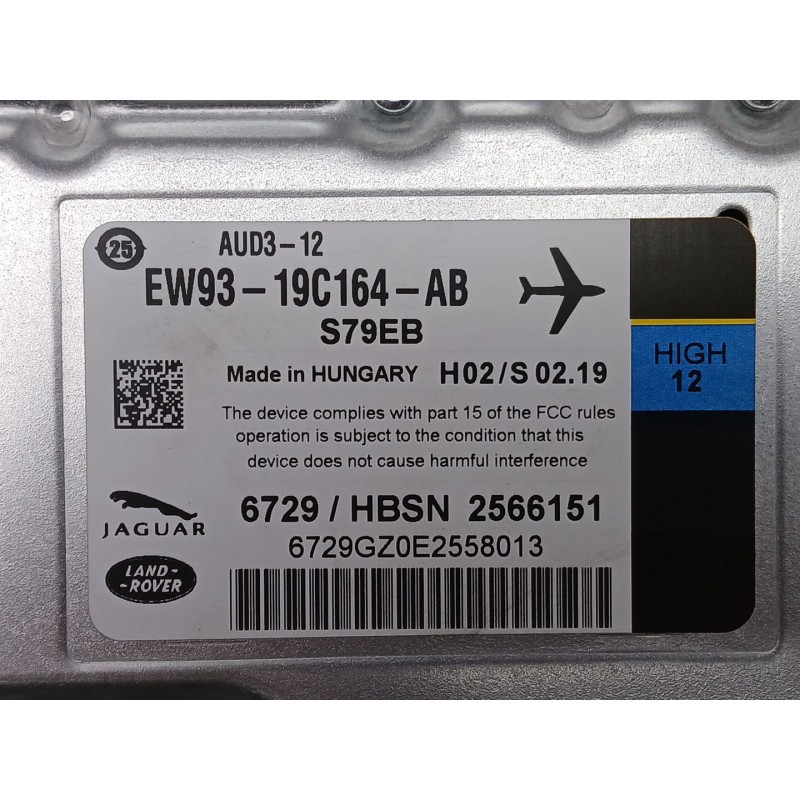 25
AUD3-12
EW93-19C164-AB
S79EB
Made in HUNGARY H02/S 02.19
The device complies with part 15 of the FCC rules
operation is subject to the condition that this
device does not cause harmful interference
HIGH
12
6729 / HBSN 2566151
6729GZ0E2558013
JAGUAR
LAND-
-ROVER